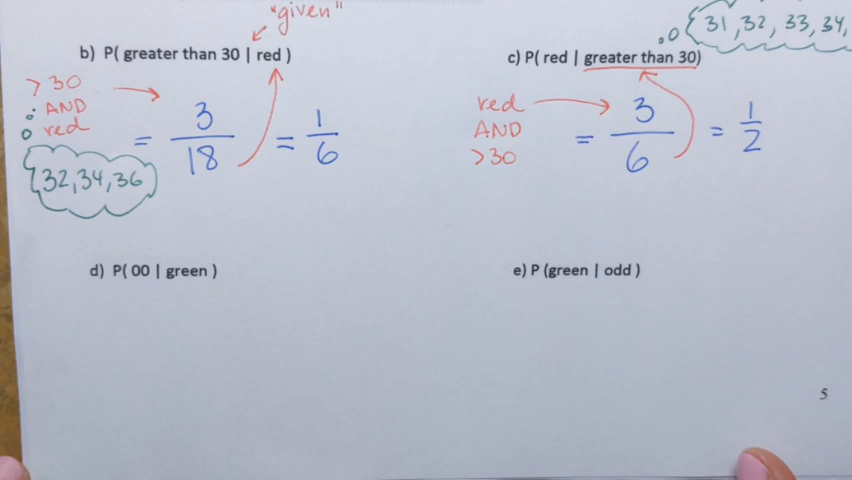 "given"
b) P( greater than 30 | red )
> 30
AND
red
= 3/18 = 1/6
32, 34, 36
31, 32, 33, 34,
c) P( red | greater than 30)
red
AND
>30
= 3/6 = 1/2
d) P( 00 | green )
e) P (green | odd )
5